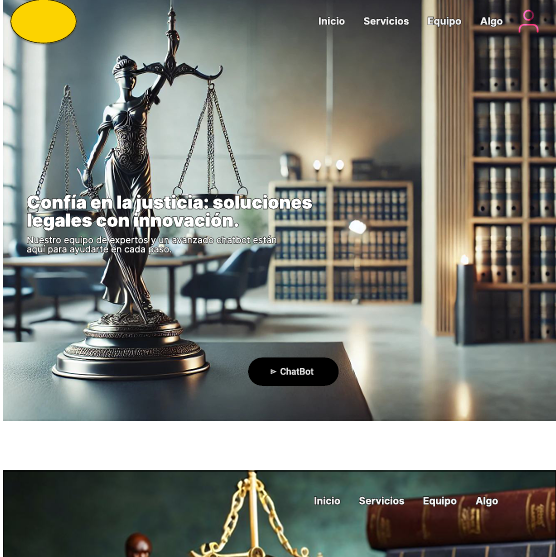 Inicio Servicios Equipo Algo
Confía en la justicia: soluciones
legales con innovación.
Nuestro equipo de expertos y un avanzado chatbot están
aquí para ayudarte en cada paso.
ChatBot
Inicio Servicios Equipo Algo